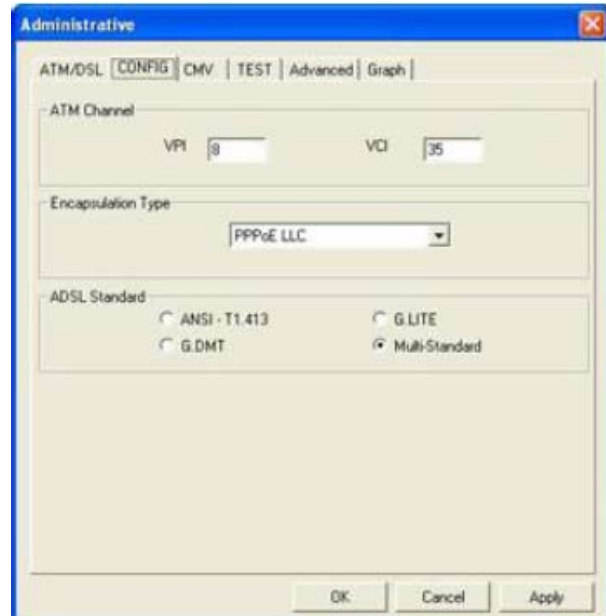 Administrative
ATM/DSL CONFIG CMV TEST Advanced Graph
ATM Channel
VPI 8 VCI 35
Encapsulation Type
PPPoE LLC
ADSL Standard
ANSI - T1.413 G.LITE
G.DMT Multi-Standard
OK Cancel Apply